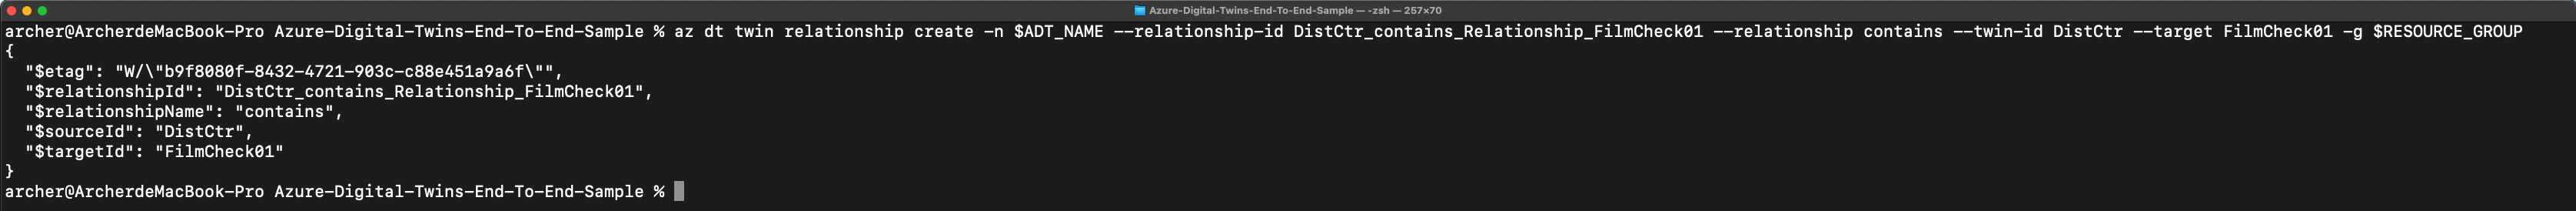 Azure-Digital-Twins-End-To-End-Sample — -zsh — 257×70
archer@ArcherdeMacBook-Pro Azure-Digital-Twins-End-To-End-Sample % az dt twin relationship create -n $ADT_NAME --relationship-id DistCtr_contains_Relationship_FilmCheck01 --relationship contains --twin-id DistCtr --target FilmCheck01 -g $RESOURCE_GROUP
{
  "$etag": "W/\"b9f8080f-8432-4721-903c-c88e451a9a6f\"",
  "$relationshipId": "DistCtr_contains_Relationship_FilmCheck01",
  "$relationshipName": "contains",
  "$sourceId": "DistCtr",
  "$targetId": "FilmCheck01"
}
archer@ArcherdeMacBook-Pro Azure-Digital-Twins-End-To-End-Sample %